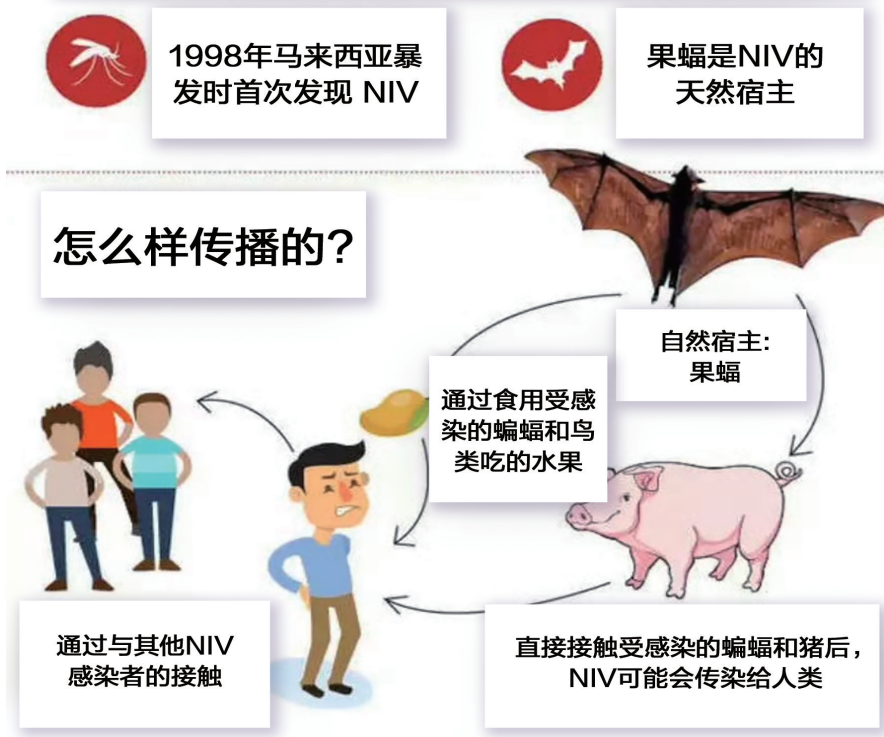 1998年马来西亚暴
发时首次发现 NIV
果蝠是NIV的
天然宿主
怎么样传播的?
自然宿主:
果蝠
通过食用受感
染的蝙蝠和鸟
类吃的水果
通过与其他NIV
感染者的接触
直接接触受感染的蝙蝠和猪后，
NIV可能会传染给人类